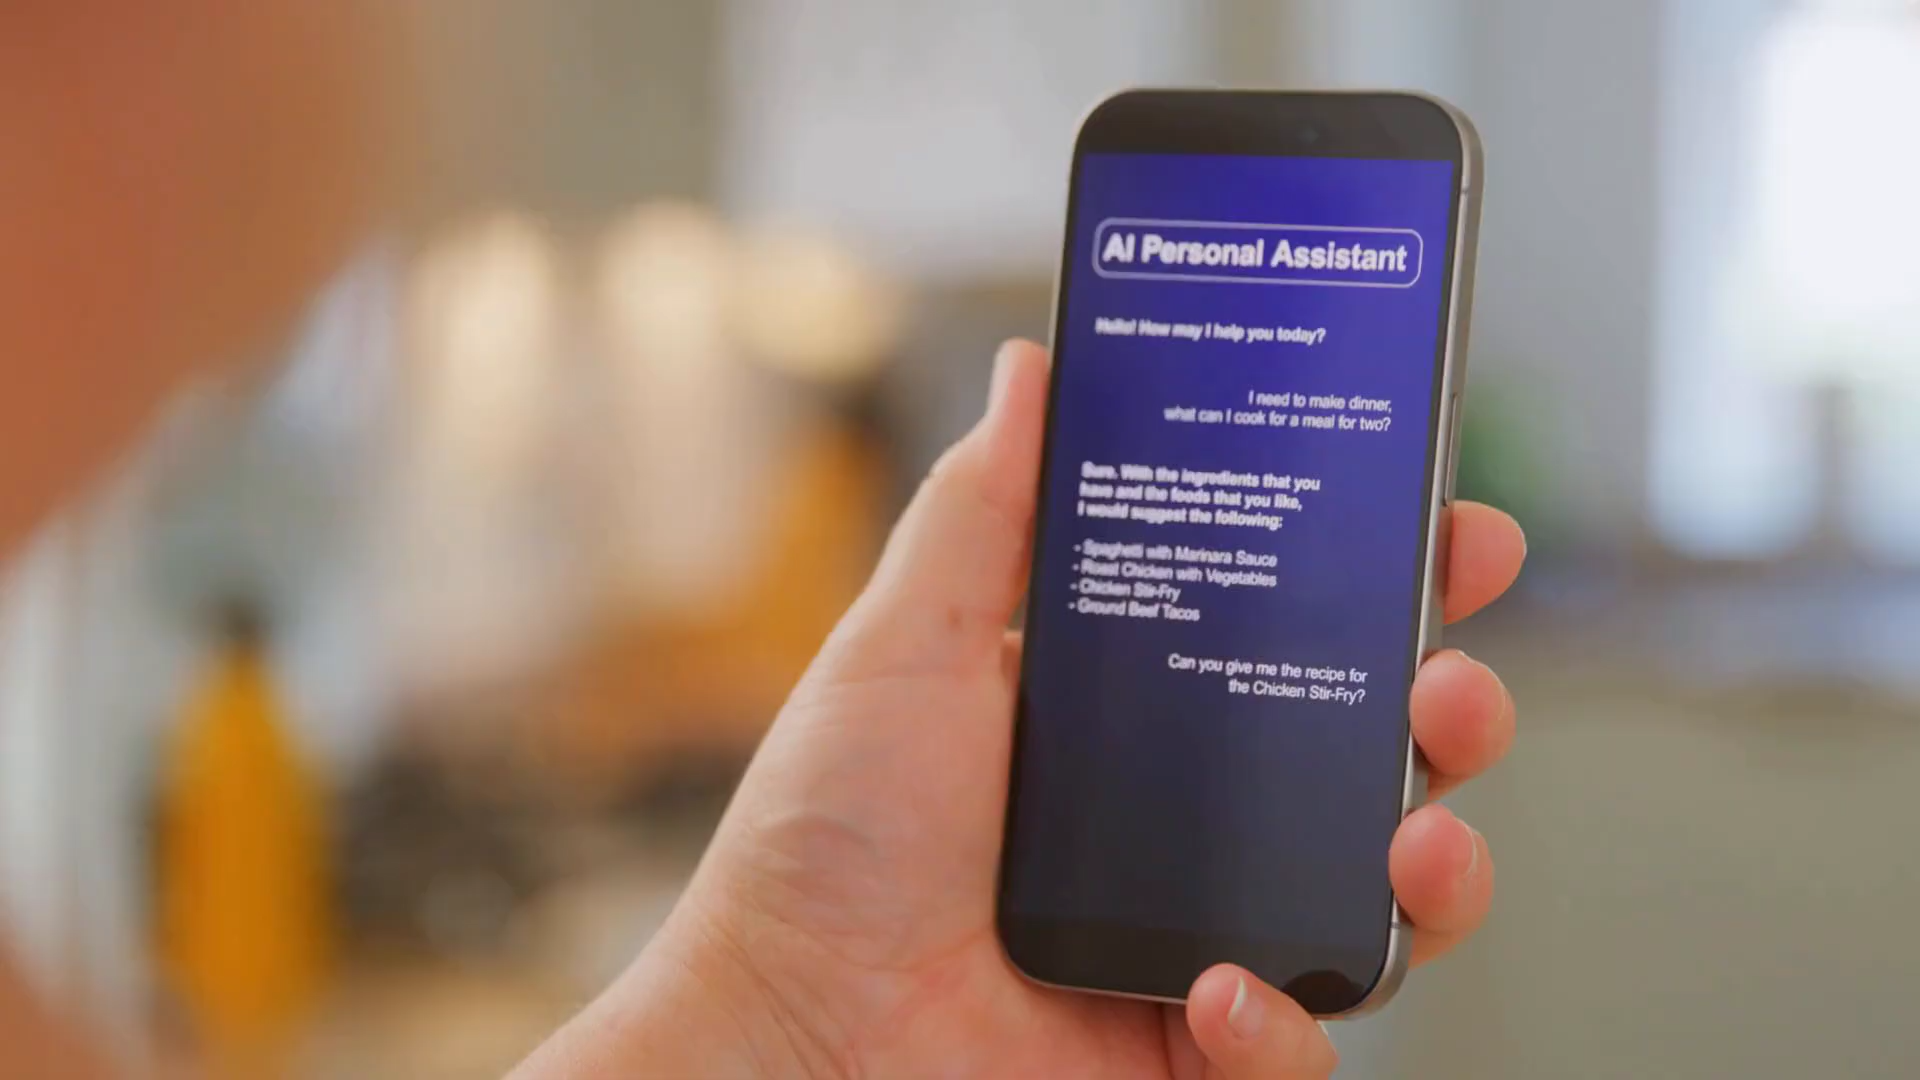 AI Personal Assistant
Hello! How may I help you today?
I need to make dinner,
what can I cook for a meal for two?
Sure. With the ingredients that you
have and the foods that you like,
I would suggest the following:
- Spaghetti with Marinara Sauce
- Roast Chicken with Vegetables
- Chicken Stir-Fry
- Ground Beef Tacos
Can you give me the recipe for
the Chicken Stir-Fry?